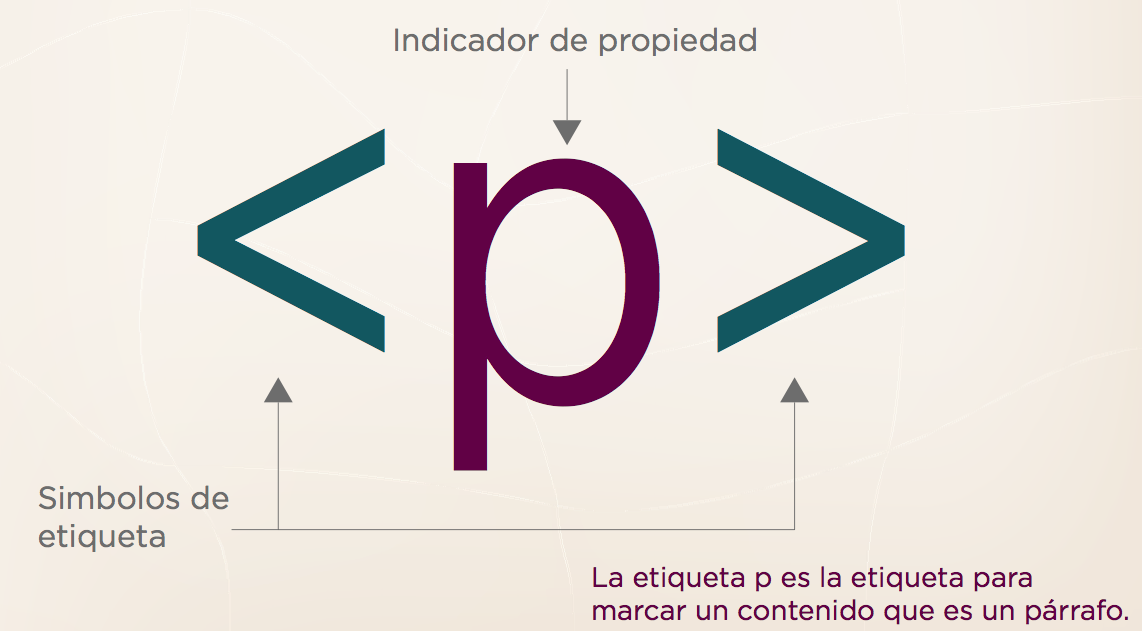 Indicador de propiedad
<p>
Simbolos de
etiqueta
La etiqueta p es la etiqueta para
marcar un contenido que es un párrafo.